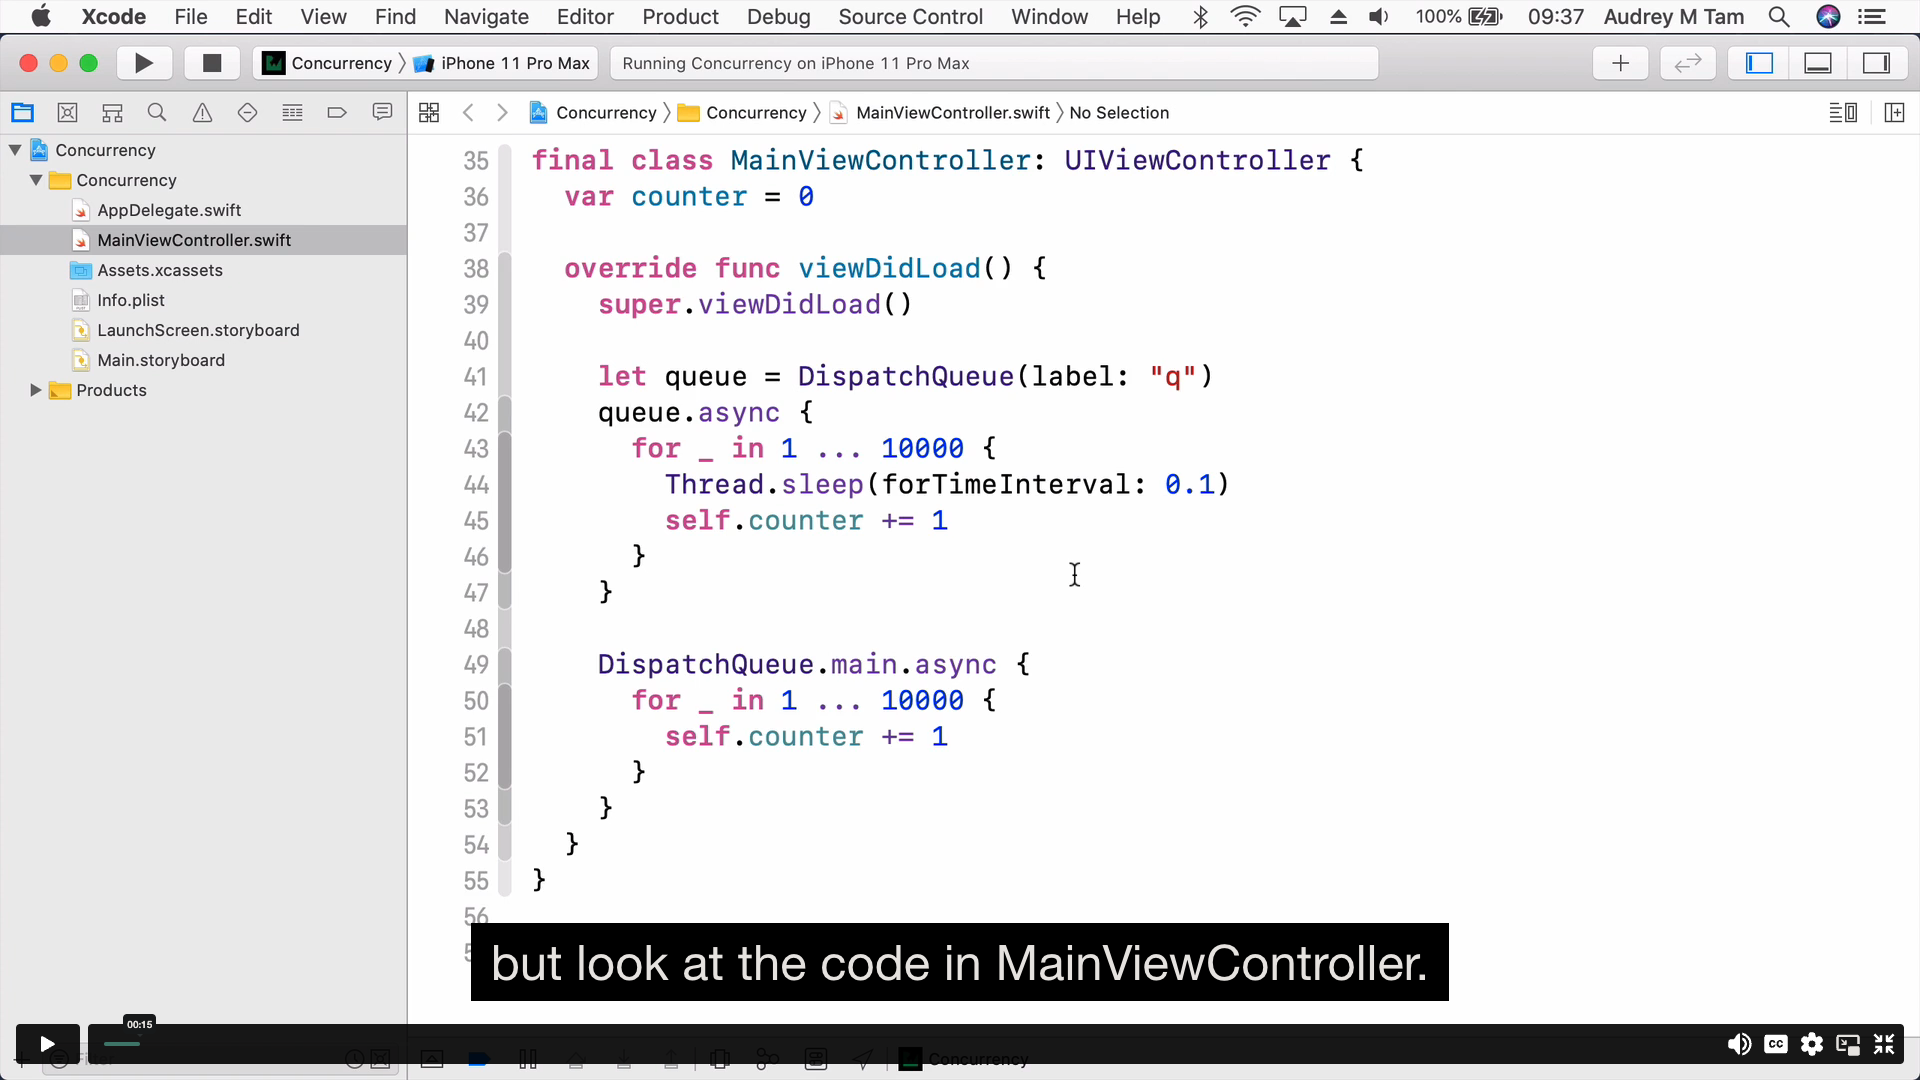 Xcode File Edit View Find Navigate Editor Product Debug Source Control Window Help 100% 09:37 Audrey M Tam
Concurrency iPhone 11 Pro Max Running Concurrency on iPhone 11 Pro Max
Concurrency Concurrency MainViewController.swift No Selection
Concurrency
Concurrency
AppDelegate.swift
MainViewController.swift
Assets.xcassets
Info.plist
LaunchScreen.storyboard
Main.storyboard
Products
35 final class MainViewController: UIViewController {
36 var counter = 0
37
38 override func viewDidLoad() {
39 super.viewDidLoad()
40
41 let queue = DispatchQueue(label: "q")
42 queue.async {
43 for _ in 1 ... 10000 {
44 Thread.sleep(forTimeInterval: 0.1)
45 self.counter += 1
46 }
47 }
48
49 DispatchQueue.main.async {
50 for _ in 1 ... 10000 {
51 self.counter += 1
52 }
53 }
54 }
55 }
56
but look at the code in MainViewController.
00:15
CC
Filter
Concurrency